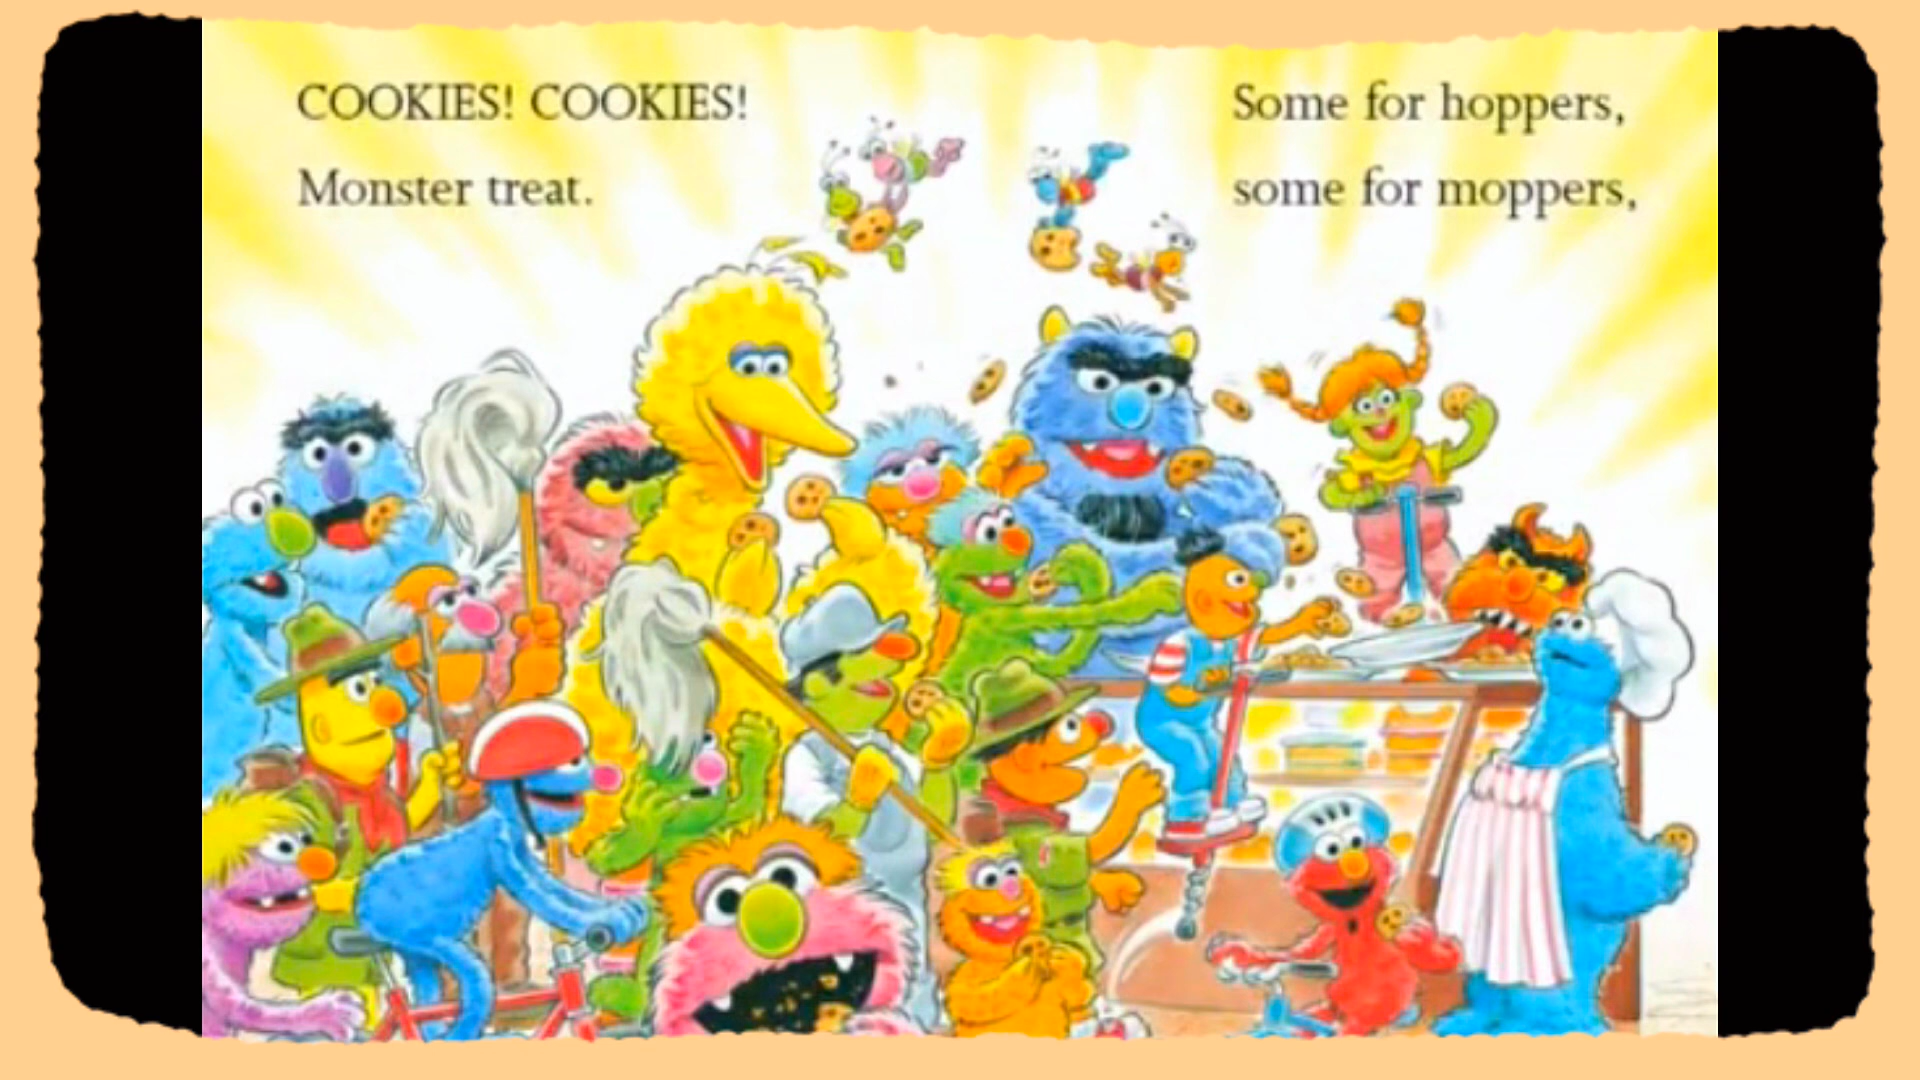 COOKIES! COOKIES!
Monster treat.
Some for hoppers,
some for moppers,